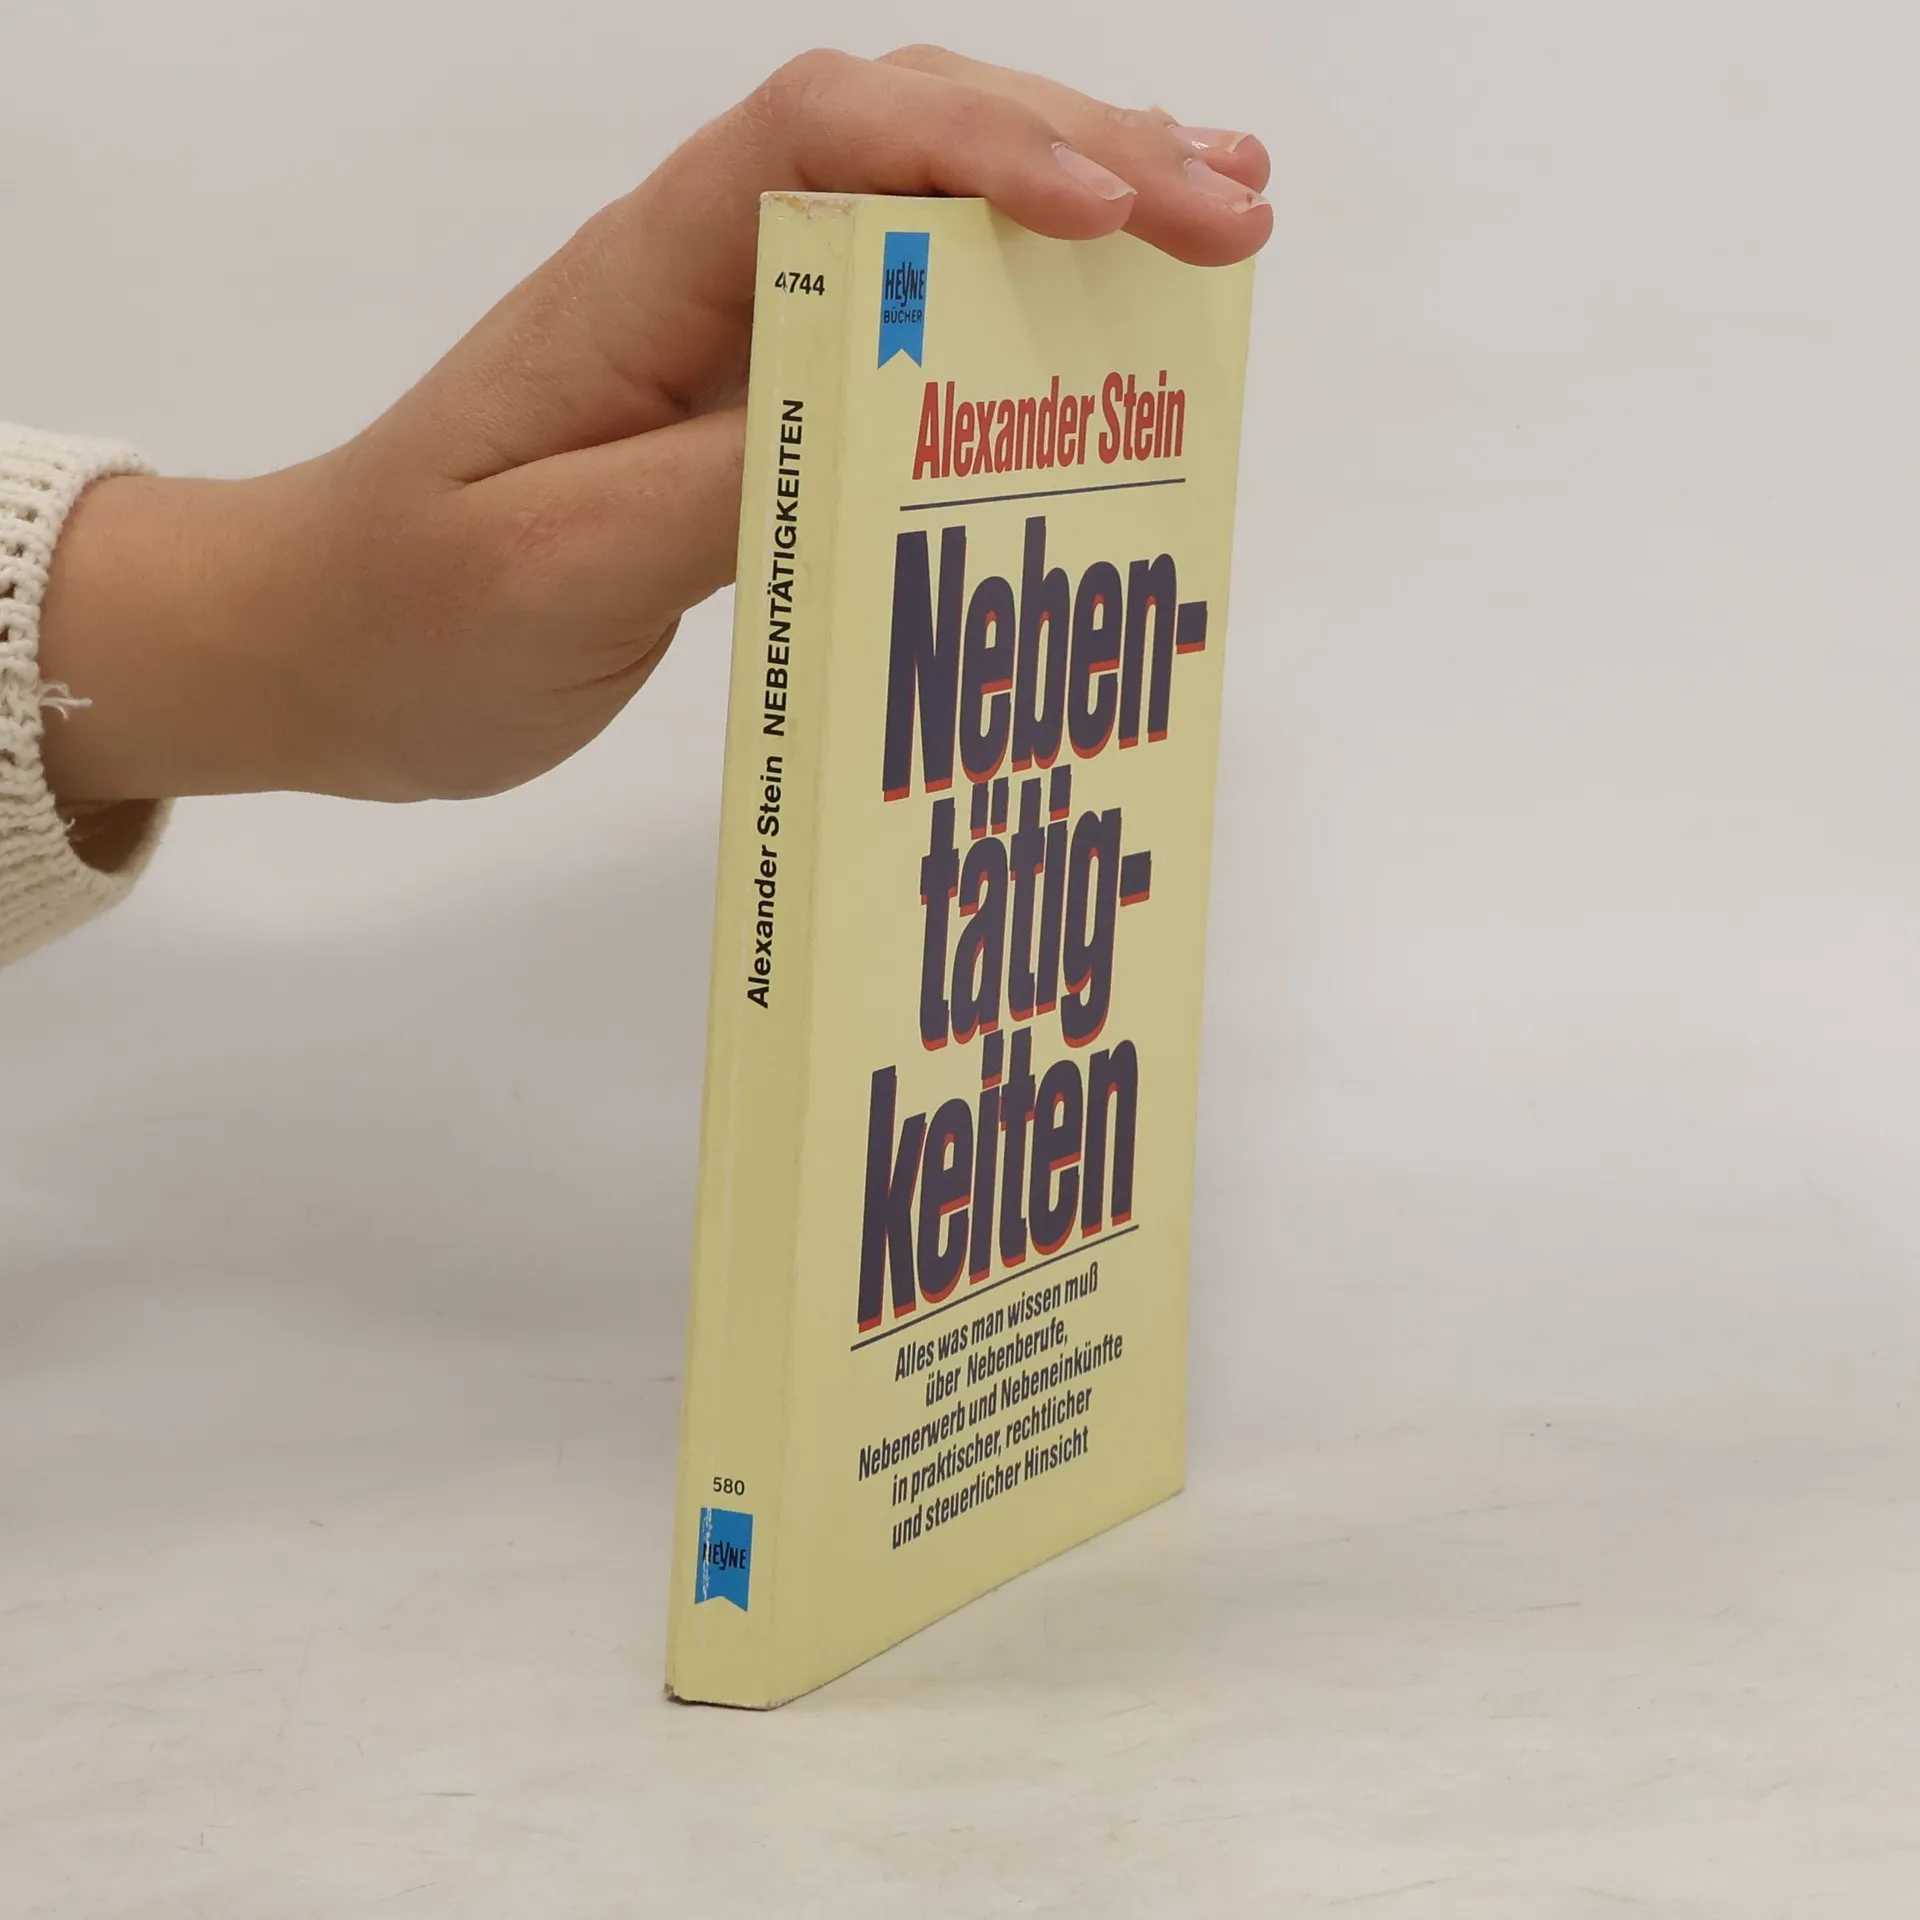 4744
Alexander Stein NEBENTÄTIGKEITEN
580
HEYNE
HEYNE
BÜCHER
Alexander Stein
Neben-
tätig-
keiten
Alles was man wissen muß
über Nebenberufe,
Nebenerwerb und Nebeneinkünfte
in praktischer, rechtlicher
und steuerlicher Hinsicht